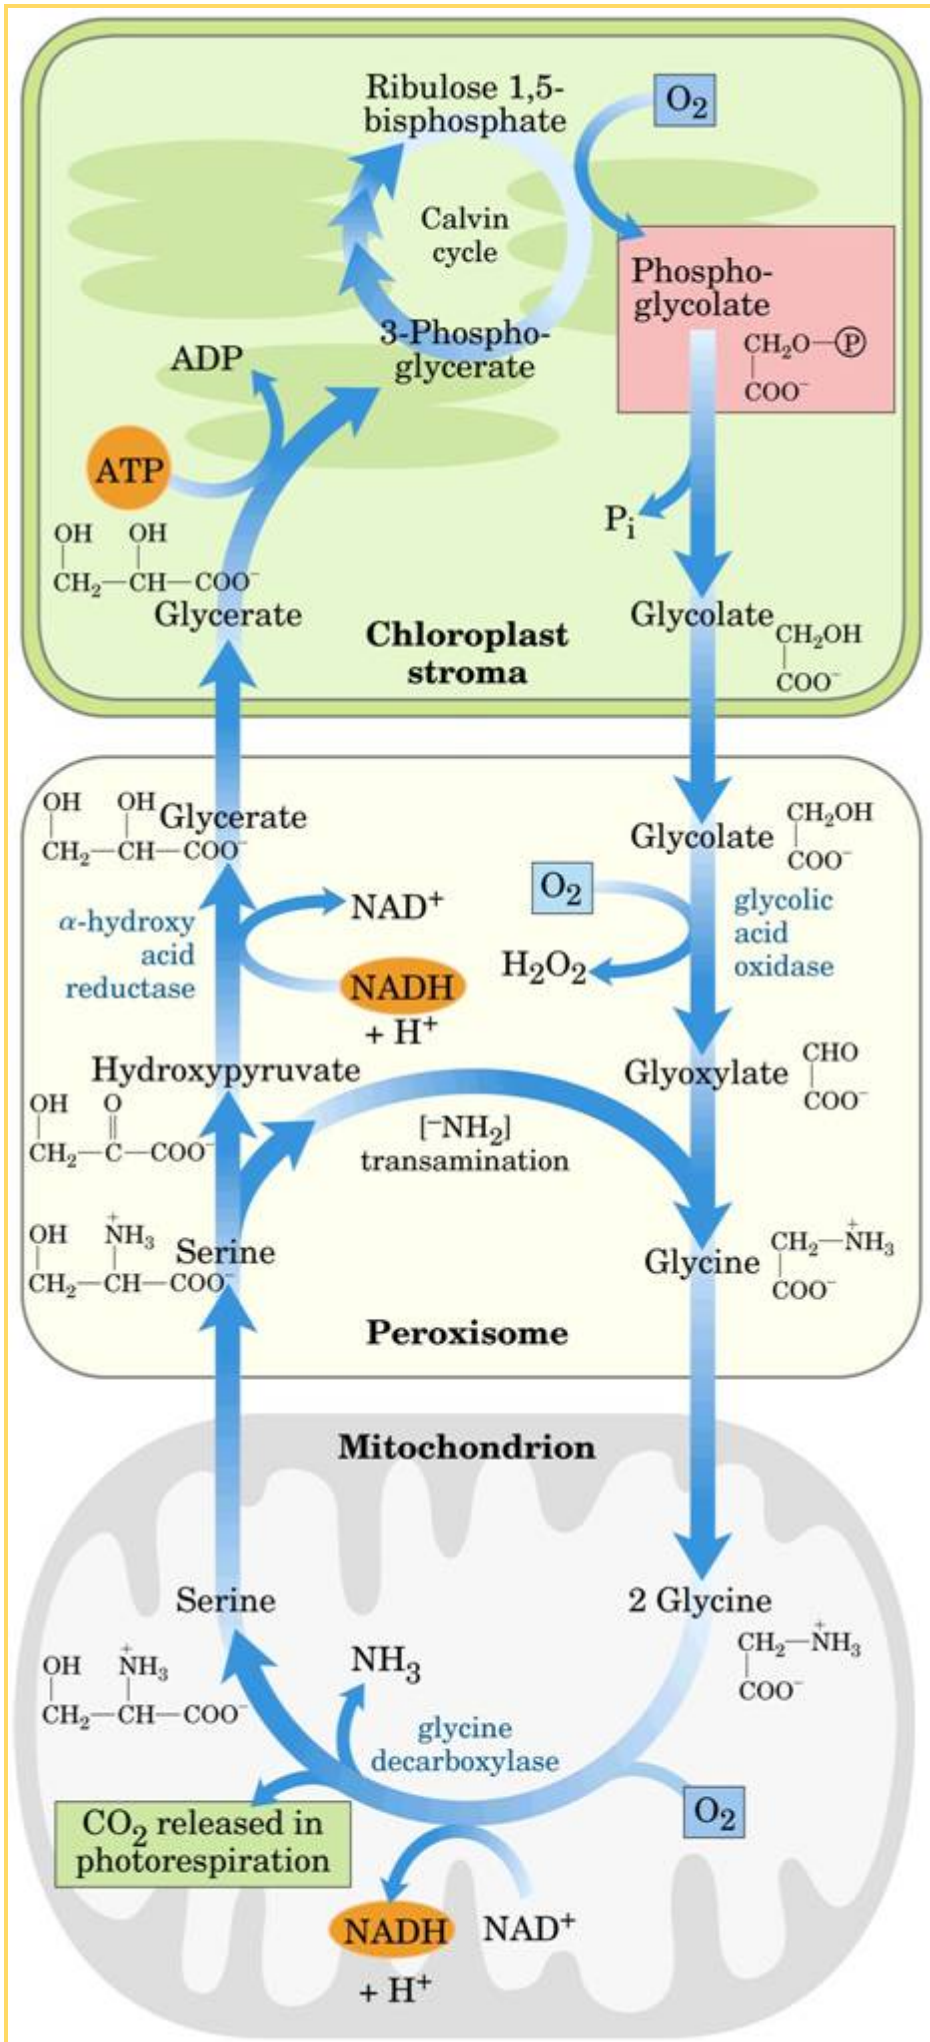 Ribulose 1,5-
bisphosphate
O₂
Calvin
cycle
Phospho-
glycolate
CH₂O—Ⓟ
COO⁻
3-Phospho-
glycerate
ADP
ATP
Pᵢ
OH OH
CH₂—CH—COO⁻
Glycerate
Glycolate
CH₂OH
COO⁻
Chloroplast
stroma
OH OH
CH₂—CH—COO⁻
Glycerate
Glycolate
CH₂OH
COO⁻
O₂
glycolic
acid
oxidase
H₂O₂
α-hydroxy
acid
reductase
NAD⁺
NADH
+ H⁺
Hydroxypyruvate
OH O
CH₂—C—COO⁻
Glyoxylate
CHO
COO⁻
[⁻NH₂]
transamination
OH N⁺H₃
CH₂—CH—COO⁻
Serine
Glycine
CH₂—N⁺H₃
COO⁻
Peroxisome
Mitochondrion
Serine
OH N⁺H₃
CH₂—CH—COO⁻
2 Glycine
CH₂—N⁺H₃
COO⁻
NH₃
glycine
decarboxylase
O₂
CO₂ released in
photorespiration
NADH NAD⁺
+ H⁺